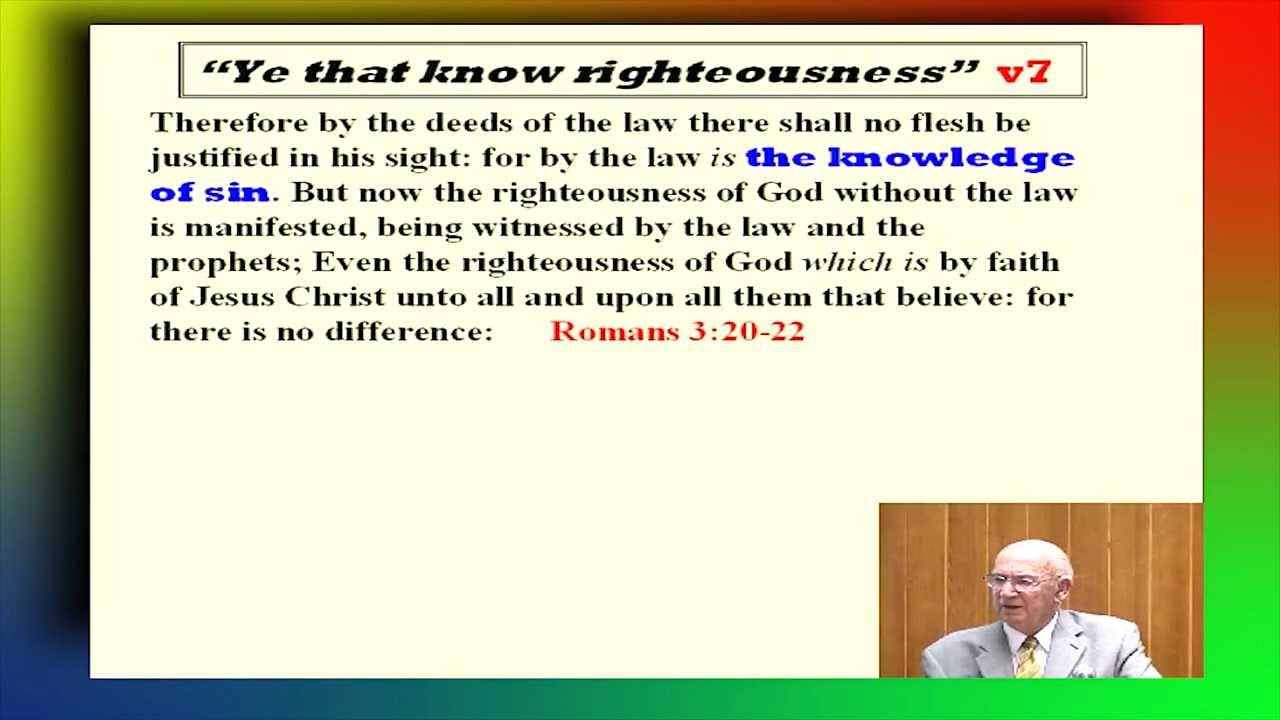 “Ye that know righteousness” v7
Therefore by the deeds of the law there shall no flesh be
justified in his sight: for by the law is the knowledge
of sin. But now the righteousness of God without the law
is manifested, being witnessed by the law and the
prophets; Even the righteousness of God which is by faith
of Jesus Christ unto all and upon all them that believe: for
there is no difference: Romans 3:20-22